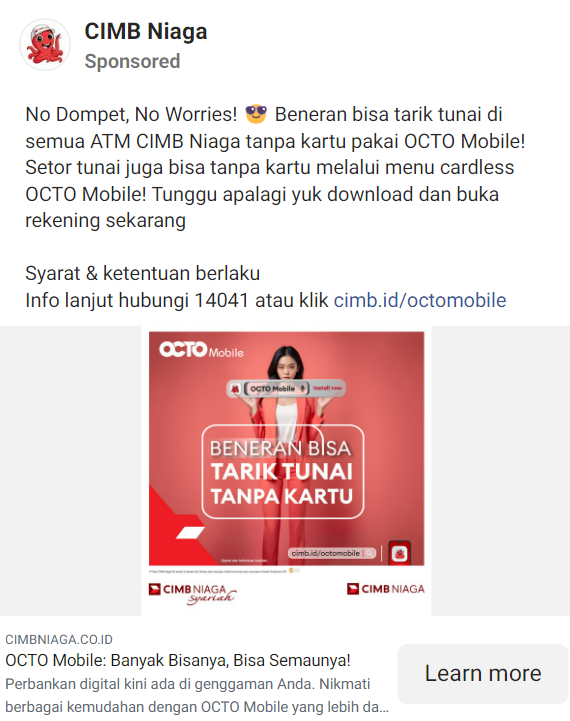 CIMB Niaga
Sponsored
No Dompet, No Worries! 😎 Beneran bisa tarik tunai di
semua ATM CIMB Niaga tanpa kartu pakai OCTO Mobile!
Setor tunai juga bisa tanpa kartu melalui menu cardless
OCTO Mobile! Tunggu apalagi yuk download dan buka
rekening sekarang
Syarat & ketentuan berlaku
Info lanjut hubungi 14041 atau klik cimb.id/octomobile
OCTO Mobile
OCTO Mobile install now
BENERAN BISA
TARIK TUNAI
TANPA KARTU
cimb.id/octomobile
CIMB NIAGA
syariah
CIMB NIAGA
CIMBNIAGA.CO.ID
OCTO Mobile: Banyak Bisanya, Bisa Semaunya!
Perbankan digital kini ada di genggaman Anda. Nikmati
berbagai kemudahan dengan OCTO Mobile yang lebih da...
Learn more